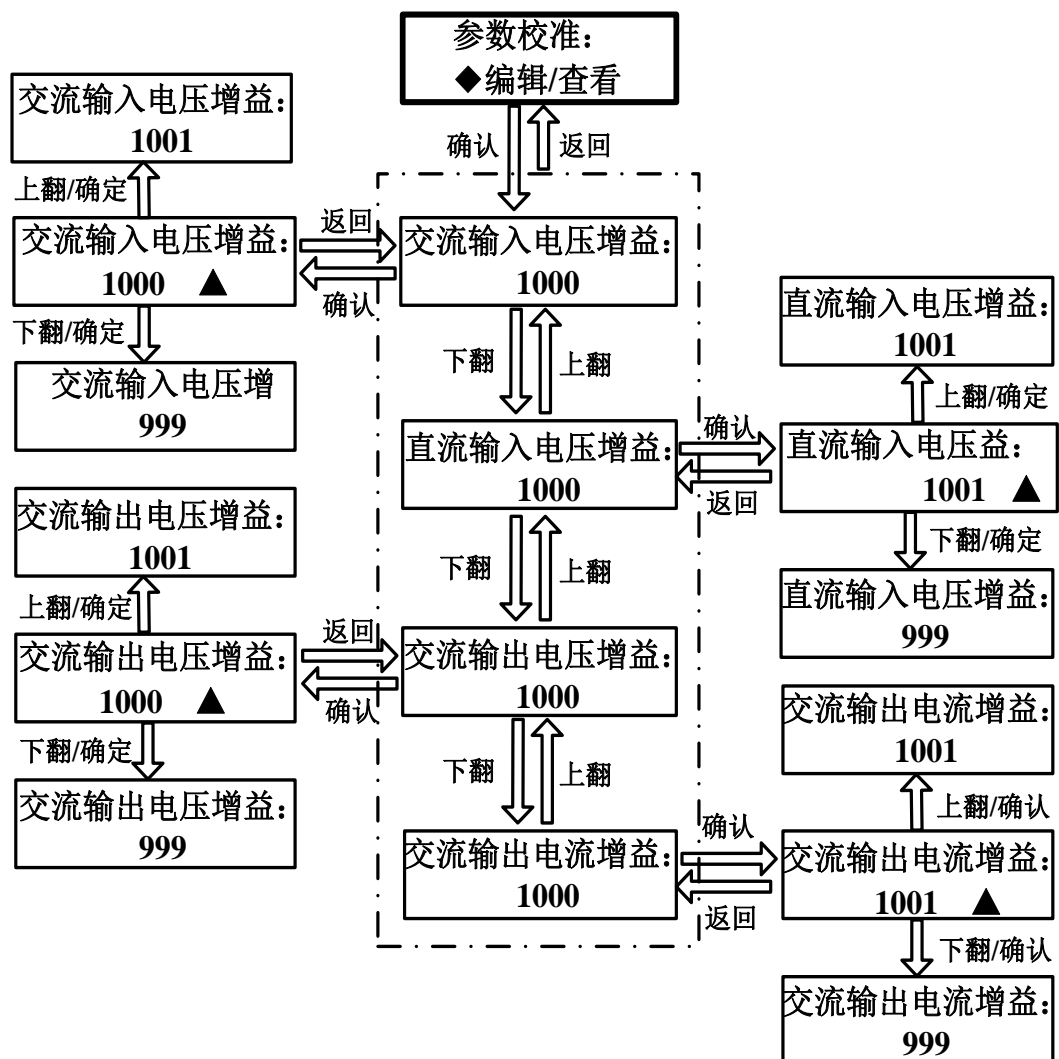 参数校准：
◆编辑/查看
确认
返回
交流输入电压增益：
1001
上翻/确定
交流输入电压增益：
1000 ▲
下翻/确定
交流输入电压增
999
返回
确认
交流输入电压增益：
1000
下翻
上翻
直流输入电压增益：
1000
确认
返回
直流输入电压增益：
1001
上翻/确定
直流输入电压益：
1001 ▲
下翻/确定
直流输入电压增益：
999
下翻
上翻
交流输出电压增益：
1001
上翻/确定
交流输出电压增益：
1000 ▲
下翻/确定
交流输出电压增益：
999
返回
确认
交流输出电压增益：
1000
下翻
上翻
交流输出电流增益：
1000
确认
返回
交流输出电流增益：
1001
上翻/确认
交流输出电流增益：
1001 ▲
下翻/确认
交流输出电流增益：
999